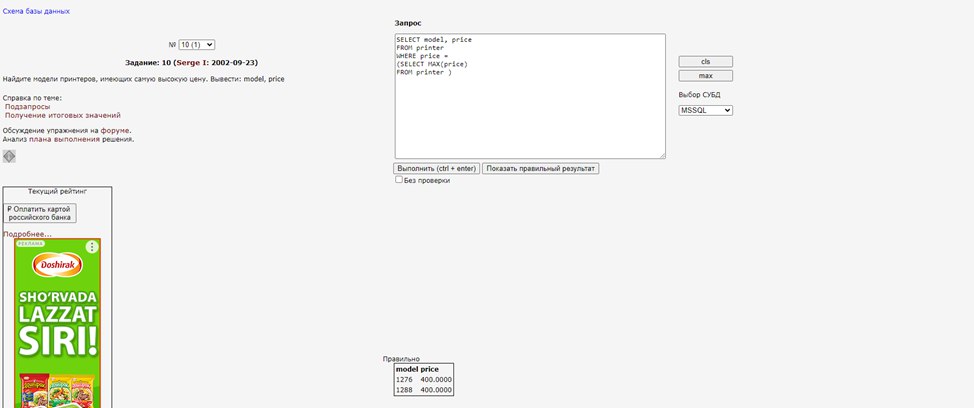 Схема базы данных
№ 10 (1)
Задание: 10 (Serge I: 2002-09-23)
Найдите модели принтеров, имеющих самую высокую цену. Вывести: model, price
Справка по теме:
Подзапросы
Получение итоговых значений
Обсуждение упражнения на форуме.
Анализ плана выполнения решения.
Текущий рейтинг
₽ Оплатить картой
российского банка
Подробнее...
РЕКЛАМА
Doshirak
SHO'RVADA
LAZZAT
SIRI!
Запрос
SELECT model, price
FROM printer
WHERE price =
(SELECT MAX(price)
FROM printer )
cls
max
Выбор СУБД
MSSQL
Выполнить (ctrl + enter) Показать правильный результат
Без проверки
Правильно
model price
1276 400.0000
1288 400.0000